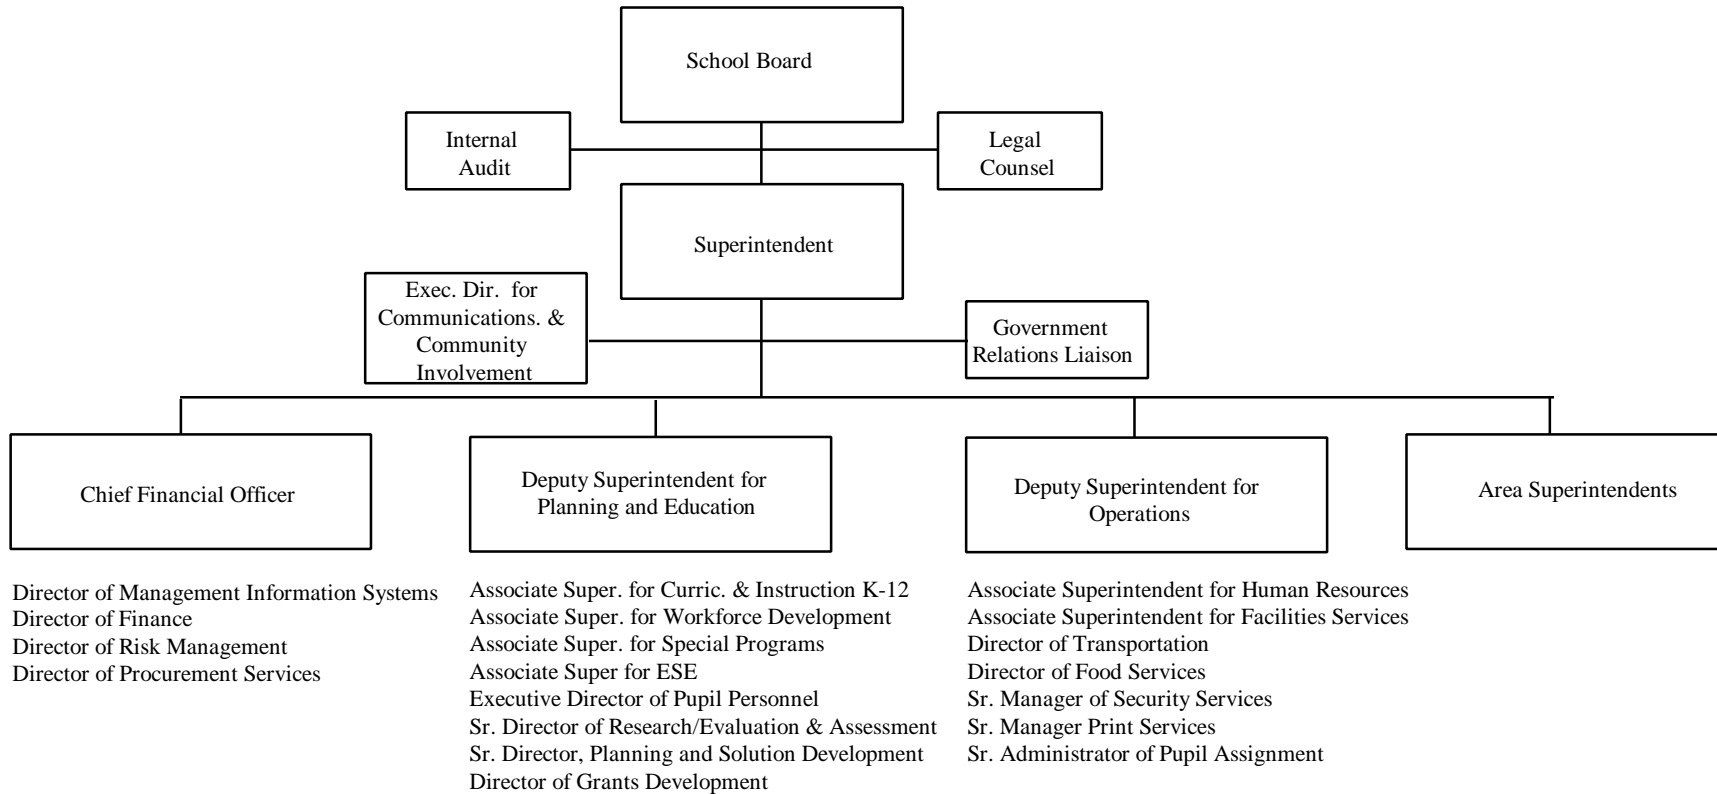 School Board
Internal
Audit
Legal
Counsel
Superintendent
Exec. Dir. for
Communications. &
Community
Involvement
Government
Relations Liaison
Chief Financial Officer
Deputy Superintendent for
Planning and Education
Deputy Superintendent for
Operations
Area Superintendents
Director of Management Information Systems
Director of Finance
Director of Risk Management
Director of Procurement Services
Associate Super. for Curric. & Instruction K-12
Associate Super. for Workforce Development
Associate Super. for Special Programs
Associate Super for ESE
Executive Director of Pupil Personnel
Sr. Director of Research/Evaluation & Assessment
Sr. Director, Planning and Solution Development
Director of Grants Development
Associate Superintendent for Human Resources
Associate Superintendent for Facilities Services
Director of Transportation
Director of Food Services
Sr. Manager of Security Services
Sr. Manager Print Services
Sr. Administrator of Pupil Assignment